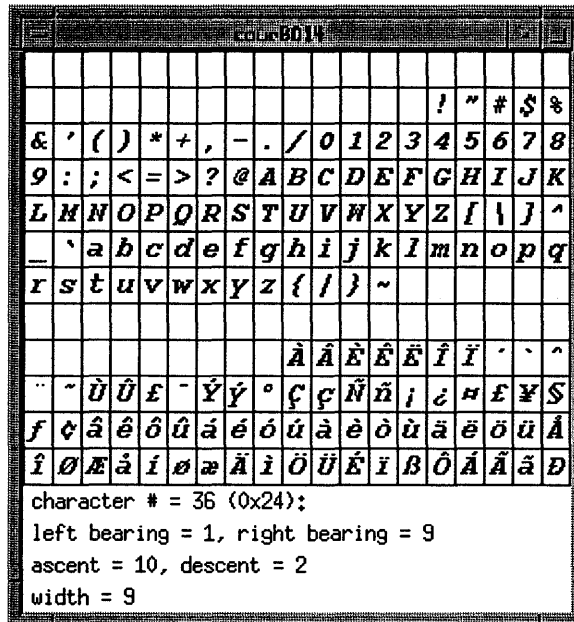 courBO14
! " # $ %
& ' ( ) * + , - . / 0 1 2 3 4 5 6 7 8
9 : ; < = > ? @ A B C D E F G H I J K
L M N O P Q R S T U V W X Y Z [ \ ] ^
_ ` a b c d e f g h i j k l m n o p q
r s t u v w x y z { | } ~
À Â È Ê Ë Î Ï ´ ` ^
¨ ~ Ù Û £ ¯ Ý ý ° Ç ç Ñ ñ ¡ ¿ ¤ £ ¥ §
ƒ ¢ â ê ô û á é ó ú à è ò ù ä ë ö ü Å
î Ø Æ å í ø æ Ä ì Ö Ü É ï ß Ô Á Ã ã Ð
character # = 36 (0x24):
left bearing = 1, right bearing = 9
ascent = 10, descent = 2
width = 9